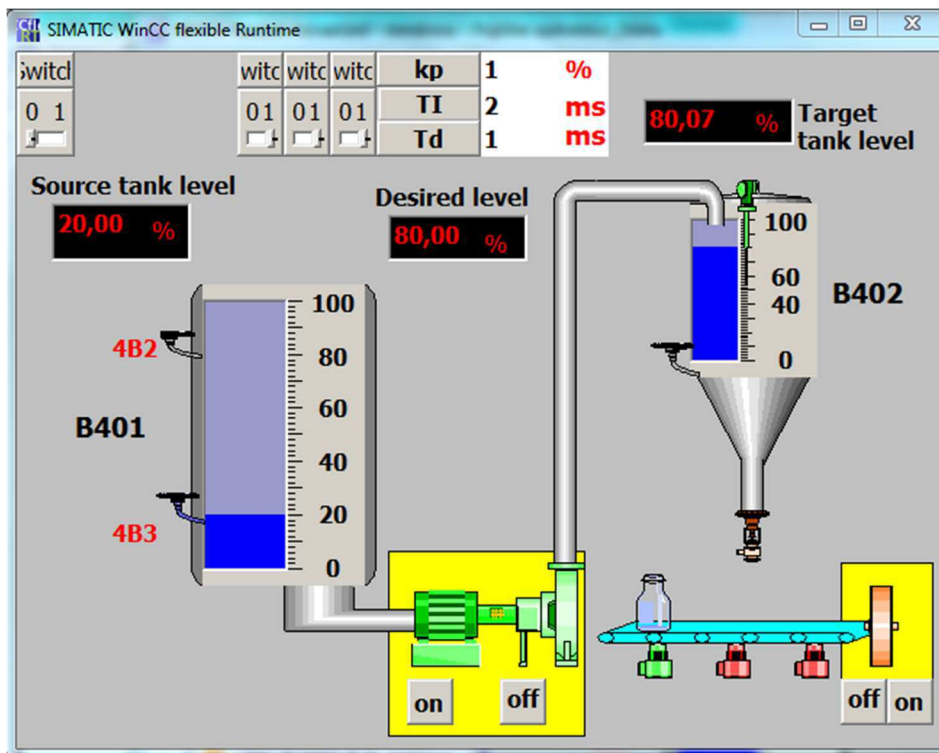 SIMATIC WinCC flexible Runtime
Switch
0 1
witc witc witc
01 01 01
kp 1 %
TI 2 ms
Td 1 ms
80,07 %
Target
tank level
Source tank level
20,00 %
Desired level
80,00 %
B401
4B2
4B3
100
80
60
40
20
0
B402
100
60
40
0
on
off
off
on